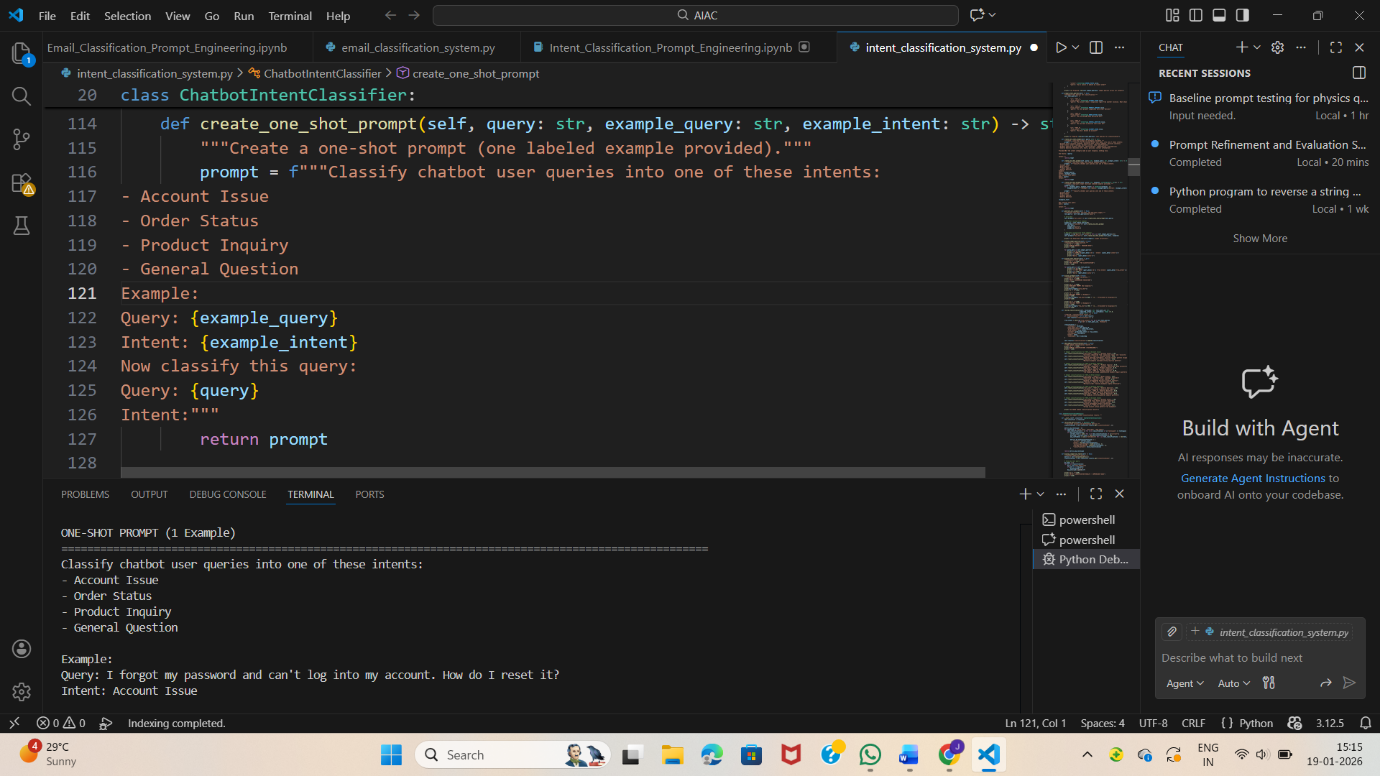 File Edit Selection View Go Run Terminal Help
AIAC
Email_Classification_Prompt_Engineering.ipynb
email_classification_system.py
Intent_Classification_Prompt_Engineering.ipynb
intent_classification_system.py
intent_classification_system.py > ChatbotIntentClassifier > create_one_shot_prompt
20 class ChatbotIntentClassifier:
114 def create_one_shot_prompt(self, query: str, example_query: str, example_intent: str) -> st
115 """Create a one-shot prompt (one labeled example provided)."""
116 prompt = f"""Classify chatbot user queries into one of these intents:
117 - Account Issue
118 - Order Status
119 - Product Inquiry
120 - General Question
121 Example:
122 Query: {example_query}
123 Intent: {example_intent}
124 Now classify this query:
125 Query: {query}
126 Intent:"""
127 return prompt
128
PROBLEMS OUTPUT DEBUG CONSOLE TERMINAL PORTS
ONE-SHOT PROMPT (1 Example)
Classify chatbot user queries into one of these intents:
- Account Issue
- Order Status
- Product Inquiry
- General Question
Example:
Query: I forgot my password and can't log into my account. How do I reset it?
Intent: Account Issue
powershell
powershell
Python Deb...
CHAT
RECENT SESSIONS
Baseline prompt testing for physics q...
Input needed. Local • 1 hr
Prompt Refinement and Evaluation S...
Completed Local • 20 mins
Python program to reverse a string ...
Completed Local • 1 wk
Show More
Build with Agent
AI responses may be inaccurate.
Generate Agent Instructions to
onboard AI onto your codebase.
intent_classification_system.py
Describe what to build next
Agent Auto
1
0 0 Indexing completed.
Ln 121, Col 1 Spaces: 4 UTF-8 CRLF {} Python 3.12.5
4
29°C
Sunny
Search
J
ENG
IN
15:15
19-01-2026